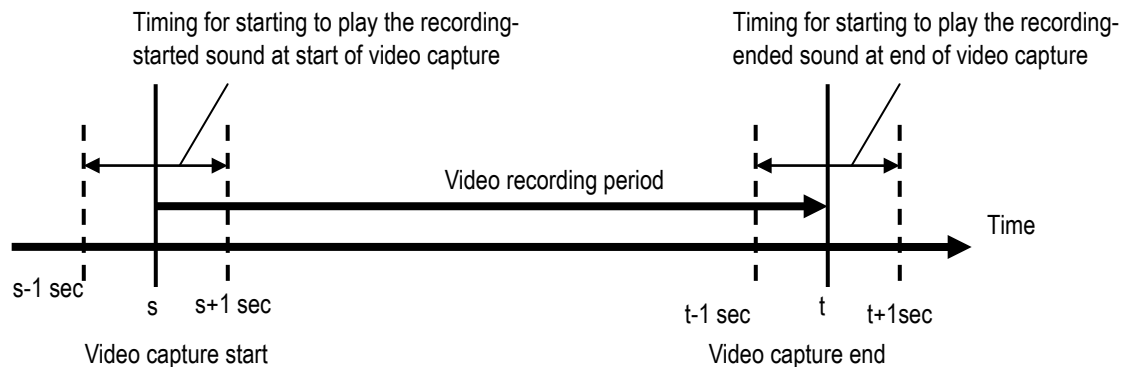 Timing for starting to play the recording-
started sound at start of video capture
Timing for starting to play the recording-
ended sound at end of video capture
Video recording period
Time
s-1 sec
s
s+1 sec
t-1 sec
t
t+1sec
Video capture start
Video capture end